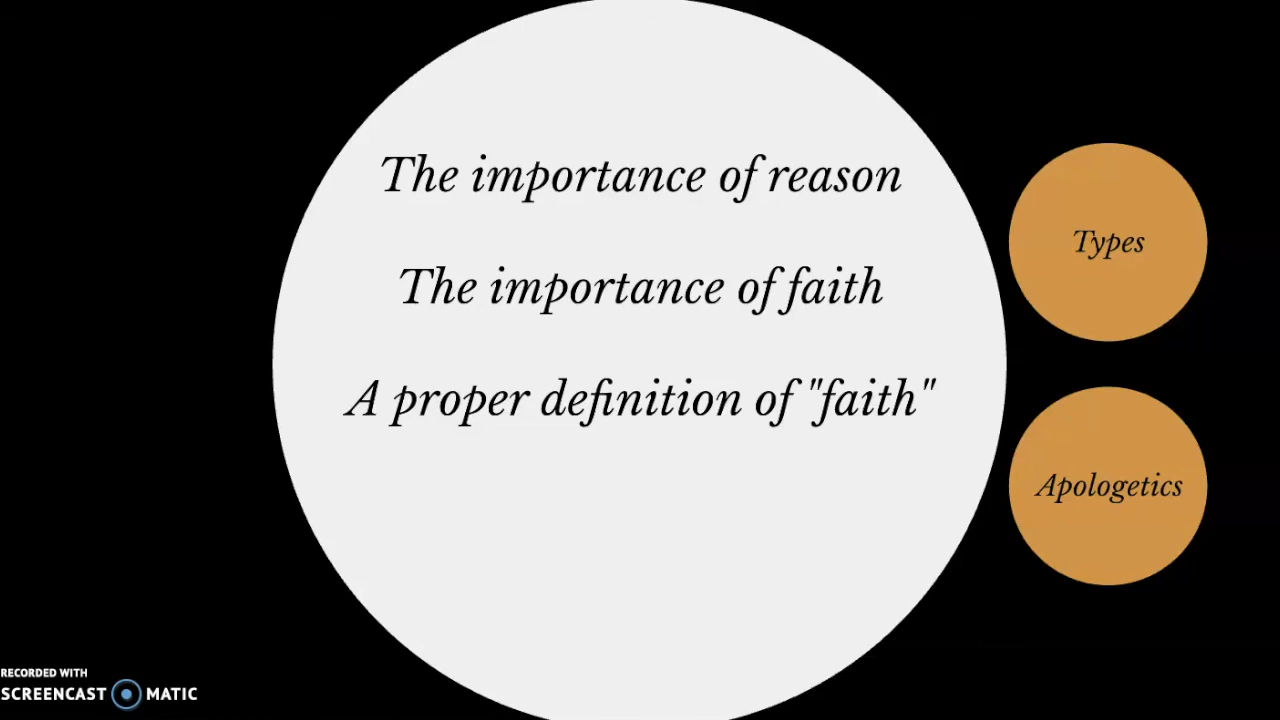 The importance of reason
The importance of faith
A proper definition of "faith"
Types
Apologetics
RECORDED WITH
SCREENCAST MATIC